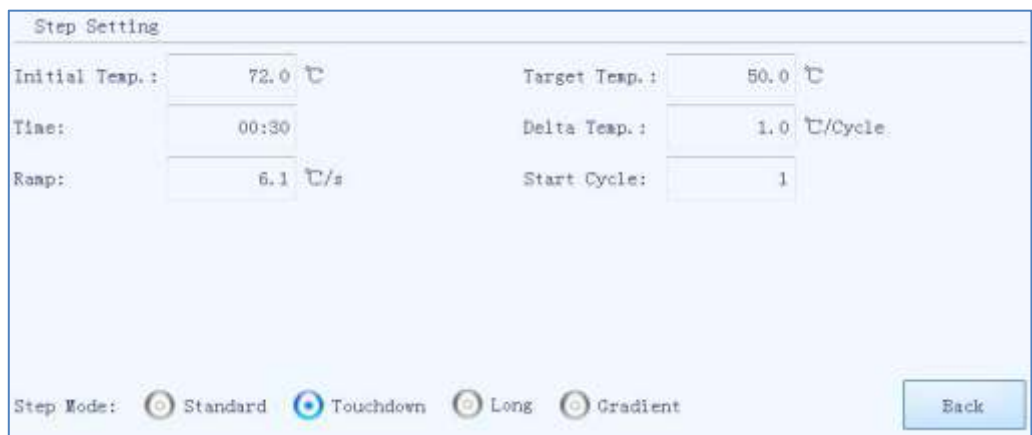 Step Setting
Initial Temp.: 72.0 ℃ Target Temp.: 50.0 ℃
Time: 00:30 Delta Temp.: 1.0 ℃/Cycle
Ramp: 6.1 ℃/s Start Cycle: 1
Step Mode: Standard Touchdown Long Gradient Back